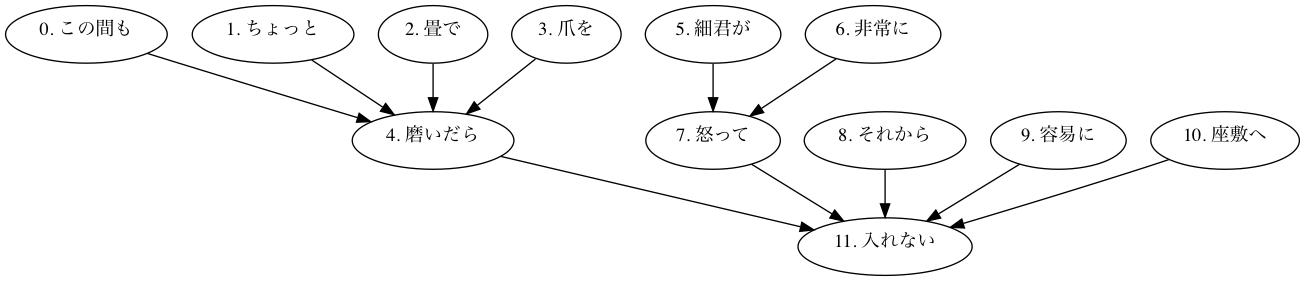 0. この間も
1. ちょっと
2. 畳で
3. 爪を
5. 細君が
6. 非常に
4. 磨いだら
7. 怒って
8. それから
9. 容易に
10. 座敷へ
11. 入れない